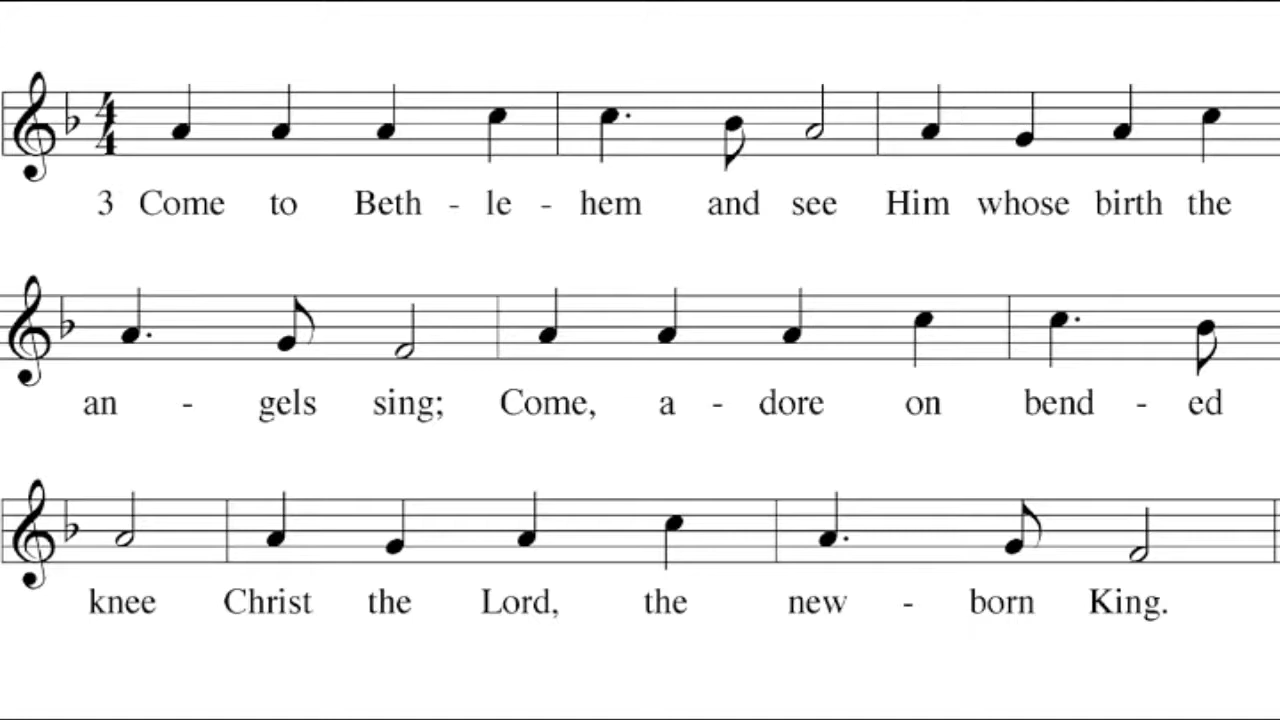 3 Come to Beth - le - hem and see Him whose birth the
an - gels sing; Come, a - dore on bend - ed
knee Christ the Lord, the new - born King.